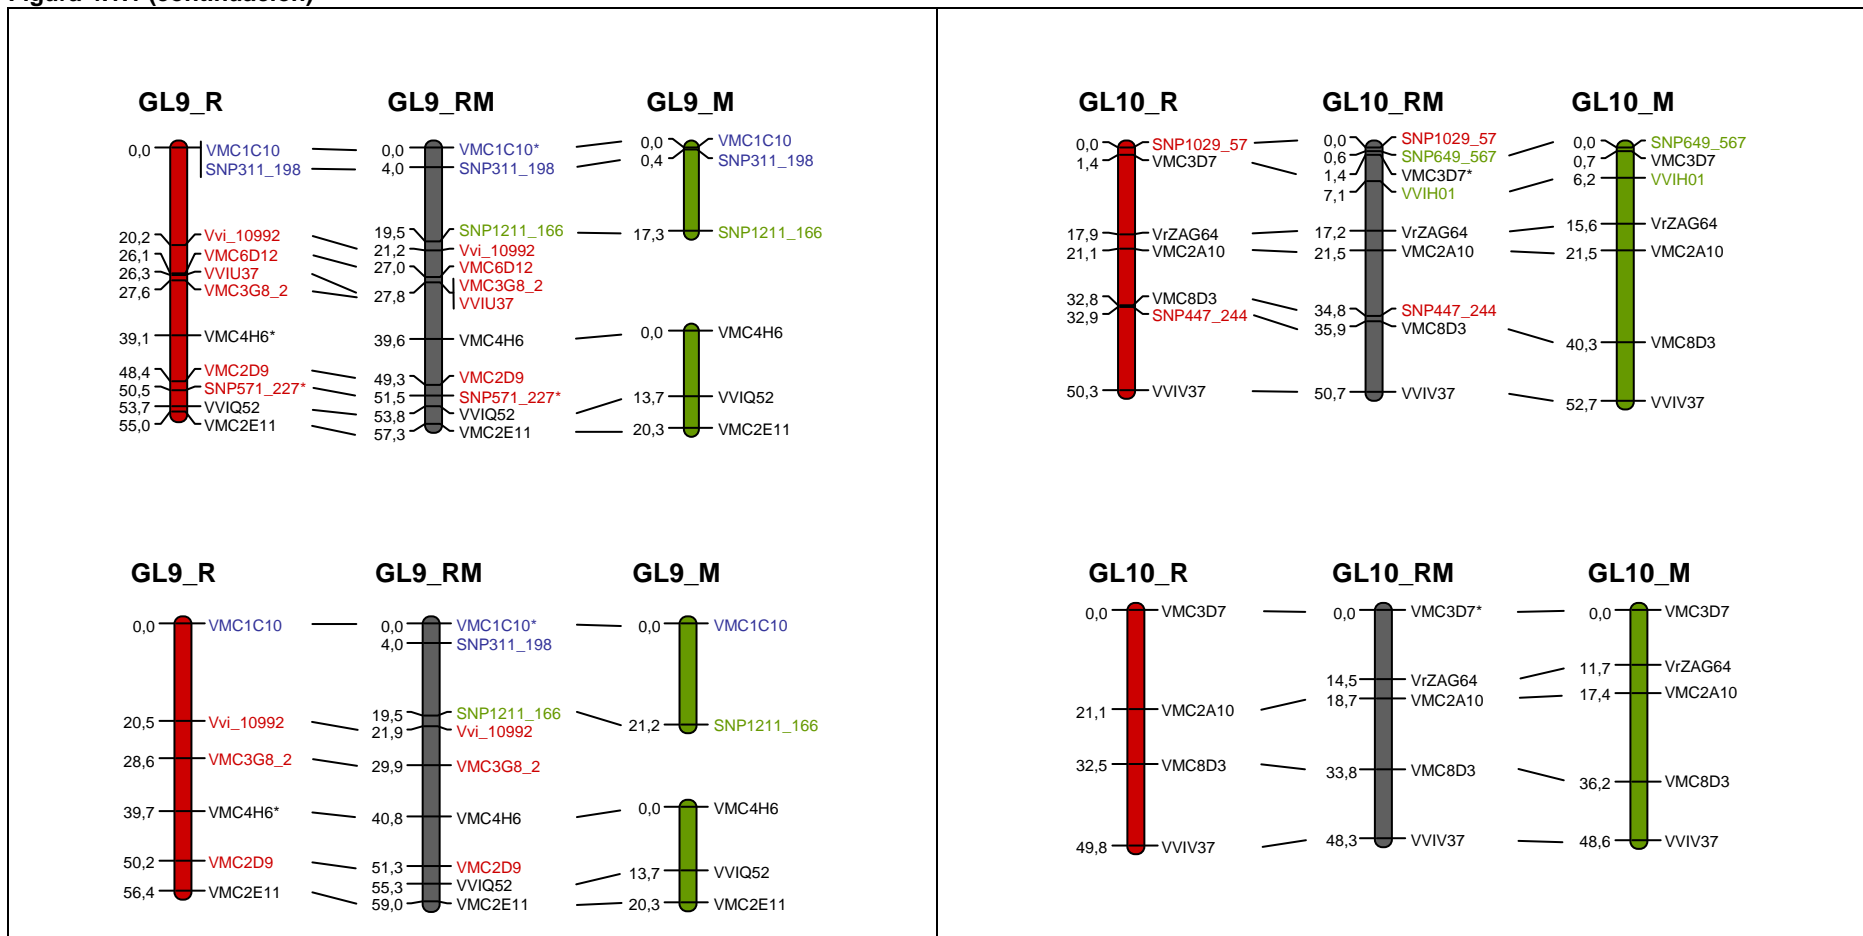 Figura 4.1.1 (continuación)
GL9_R
0,0 VMC1C10
SNP311_198
20,2 Vvi_10992
26,1 VMC6D12
26,3 VVIU37
27,6 VMC3G8_2
39,1 VMC4H6*
48,4 VMC2D9
50,5 SNP571_227*
53,7 VVIQ52
55,0 VMC2E11
GL9_RM
0,0 VMC1C10*
4,0 SNP311_198
19,5 SNP1211_166
21,2 Vvi_10992
27,0 VMC6D12
27,8 VMC3G8_2
VVIU37
39,6 VMC4H6
49,3 VMC2D9
51,5 SNP571_227*
53,8 VVIQ52
57,3 VMC2E11
GL9_M
0,0 VMC1C10
0,4 SNP311_198
17,3 SNP1211_166
0,0 VMC4H6
13,7 VVIQ52
20,3 VMC2E11
GL9_R
0,0 VMC1C10
20,5 Vvi_10992
28,6 VMC3G8_2
39,7 VMC4H6*
50,2 VMC2D9
56,4 VMC2E11
GL9_RM
0,0 VMC1C10*
4,0 SNP311_198
19,5 SNP1211_166
21,9 Vvi_10992
29,9 VMC3G8_2
40,8 VMC4H6
51,3 VMC2D9
55,3 VVIQ52
59,0 VMC2E11
GL9_M
0,0 VMC1C10
21,2 SNP1211_166
0,0 VMC4H6
13,7 VVIQ52
20,3 VMC2E11
GL10_R
0,0 SNP1029_57
1,4 VMC3D7
17,9 VrZAG64
21,1 VMC2A10
32,8 VMC8D3
32,9 SNP447_244
50,3 VVIV37
GL10_RM
0,0 SNP1029_57
0,6 SNP649_567
1,4 VMC3D7*
7,1 VVIH01
17,2 VrZAG64
21,5 VMC2A10
34,8 SNP447_244
35,9 VMC8D3
50,7 VVIV37
GL10_M
0,0 SNP649_567
0,7 VMC3D7
6,2 VVIH01
15,6 VrZAG64
21,5 VMC2A10
40,3 VMC8D3
52,7 VVIV37
GL10_R
0,0 VMC3D7
21,1 VMC2A10
32,5 VMC8D3
49,8 VVIV37
GL10_RM
0,0 VMC3D7*
14,5 VrZAG64
18,7 VMC2A10
33,8 VMC8D3
48,3 VVIV37
GL10_M
0,0 VMC3D7
11,7 VrZAG64
17,4 VMC2A10
36,2 VMC8D3
48,6 VVIV37